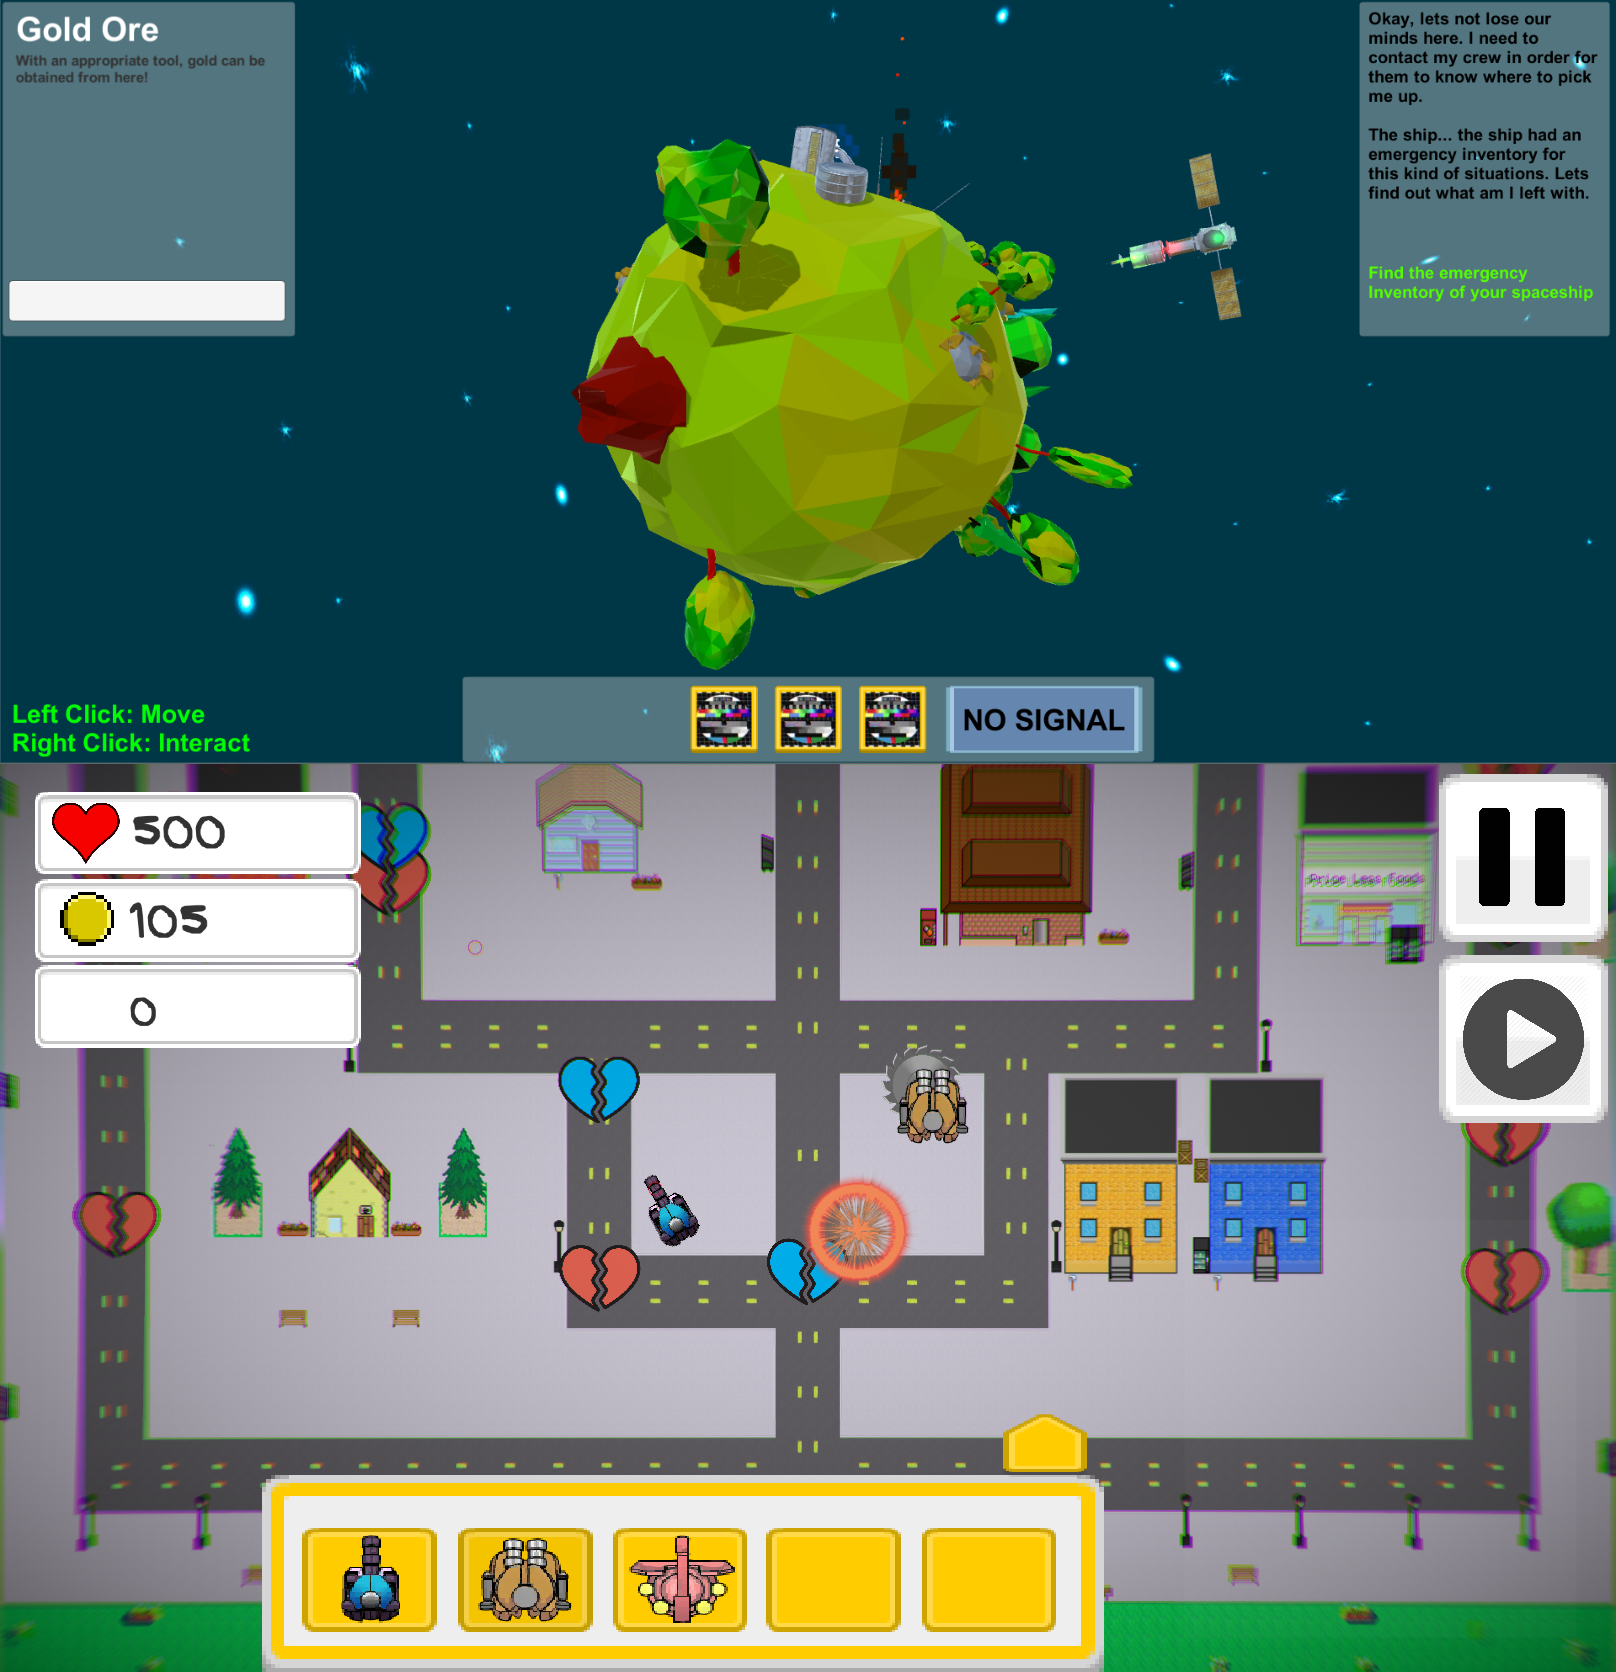 Gold Ore
With an appropriate tool, gold can be
obtained from here!
Okay, lets not lose our
minds here. I need to
contact my crew in order for
them to know where to pick
me up.
The ship... the ship had an
emergency inventory for
this kind of situations. Lets
find out what am I left with.
Find the emergency
Inventory of your spaceship
Left Click: Move
Right Click: Interact
NO SIGNAL
500
105
0
Price Less Foods